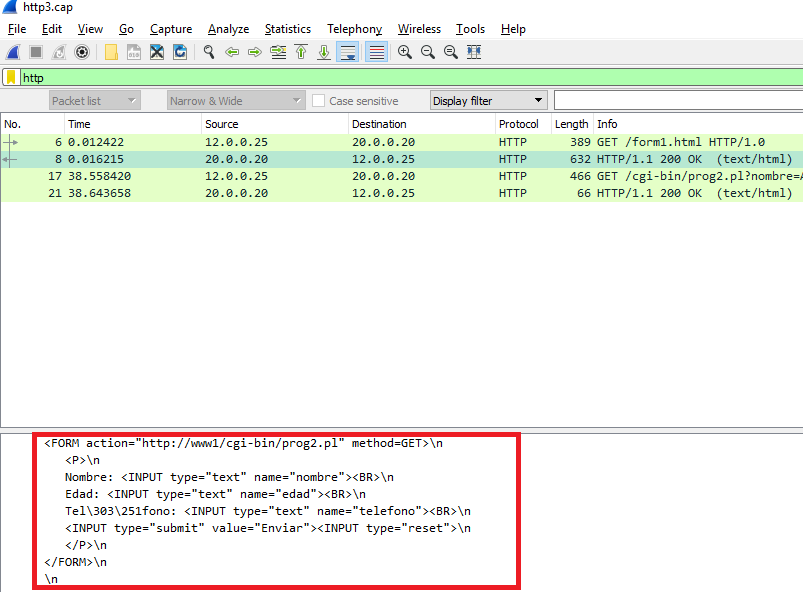 http3.cap
File Edit View Go Capture Analyze Statistics Telephony Wireless Tools Help
http
Packet list Narrow & Wide Case sensitive Display filter
No. Time Source Destination Protocol Length Info
6 0.012422 12.0.0.25 20.0.0.20 HTTP 389 GET /form1.html HTTP/1.0
8 0.016215 20.0.0.20 12.0.0.25 HTTP 632 HTTP/1.1 200 OK (text/html)
17 38.558420 12.0.0.25 20.0.0.20 HTTP 466 GET /cgi-bin/prog2.pl?nombre=A
21 38.643658 20.0.0.20 12.0.0.25 HTTP 66 HTTP/1.1 200 OK (text/html)
<FORM action="http://www1/cgi-bin/prog2.pl" method=GET>\n
<P>\n
Nombre: <INPUT type="text" name="nombre"><BR>\n
Edad: <INPUT type="text" name="edad"><BR>\n
Tel\303\251fono: <INPUT type="text" name="telefono"><BR>\n
<INPUT type="submit" value="Enviar"><INPUT type="reset">\n
</P>\n
</FORM>\n
\n